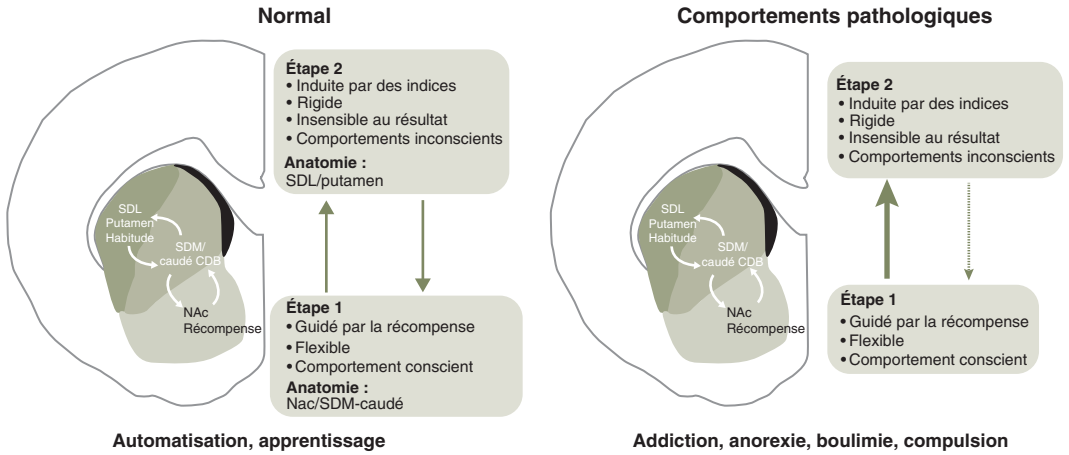 Normal
Étape 2
• Induite par des indices
• Rigide
• Insensible au résultat
• Comportements inconscients
Anatomie :
SDL/putamen
SDL
Putamen
Habitude
SDM/
caudé CDB
NAc
Récompense
Étape 1
• Guidé par la récompense
• Flexible
• Comportement conscient
Anatomie :
Nac/SDM-caudé
Automatisation, apprentissage
Comportements pathologiques
Étape 2
• Induite par des indices
• Rigide
• Insensible au résultat
• Comportements inconscients
SDL
Putamen
Habitude
SDM/
caudé CDB
NAc
Récompense
Étape 1
• Guidé par la récompense
• Flexible
• Comportement conscient
Addiction, anorexie, boulimie, compulsion